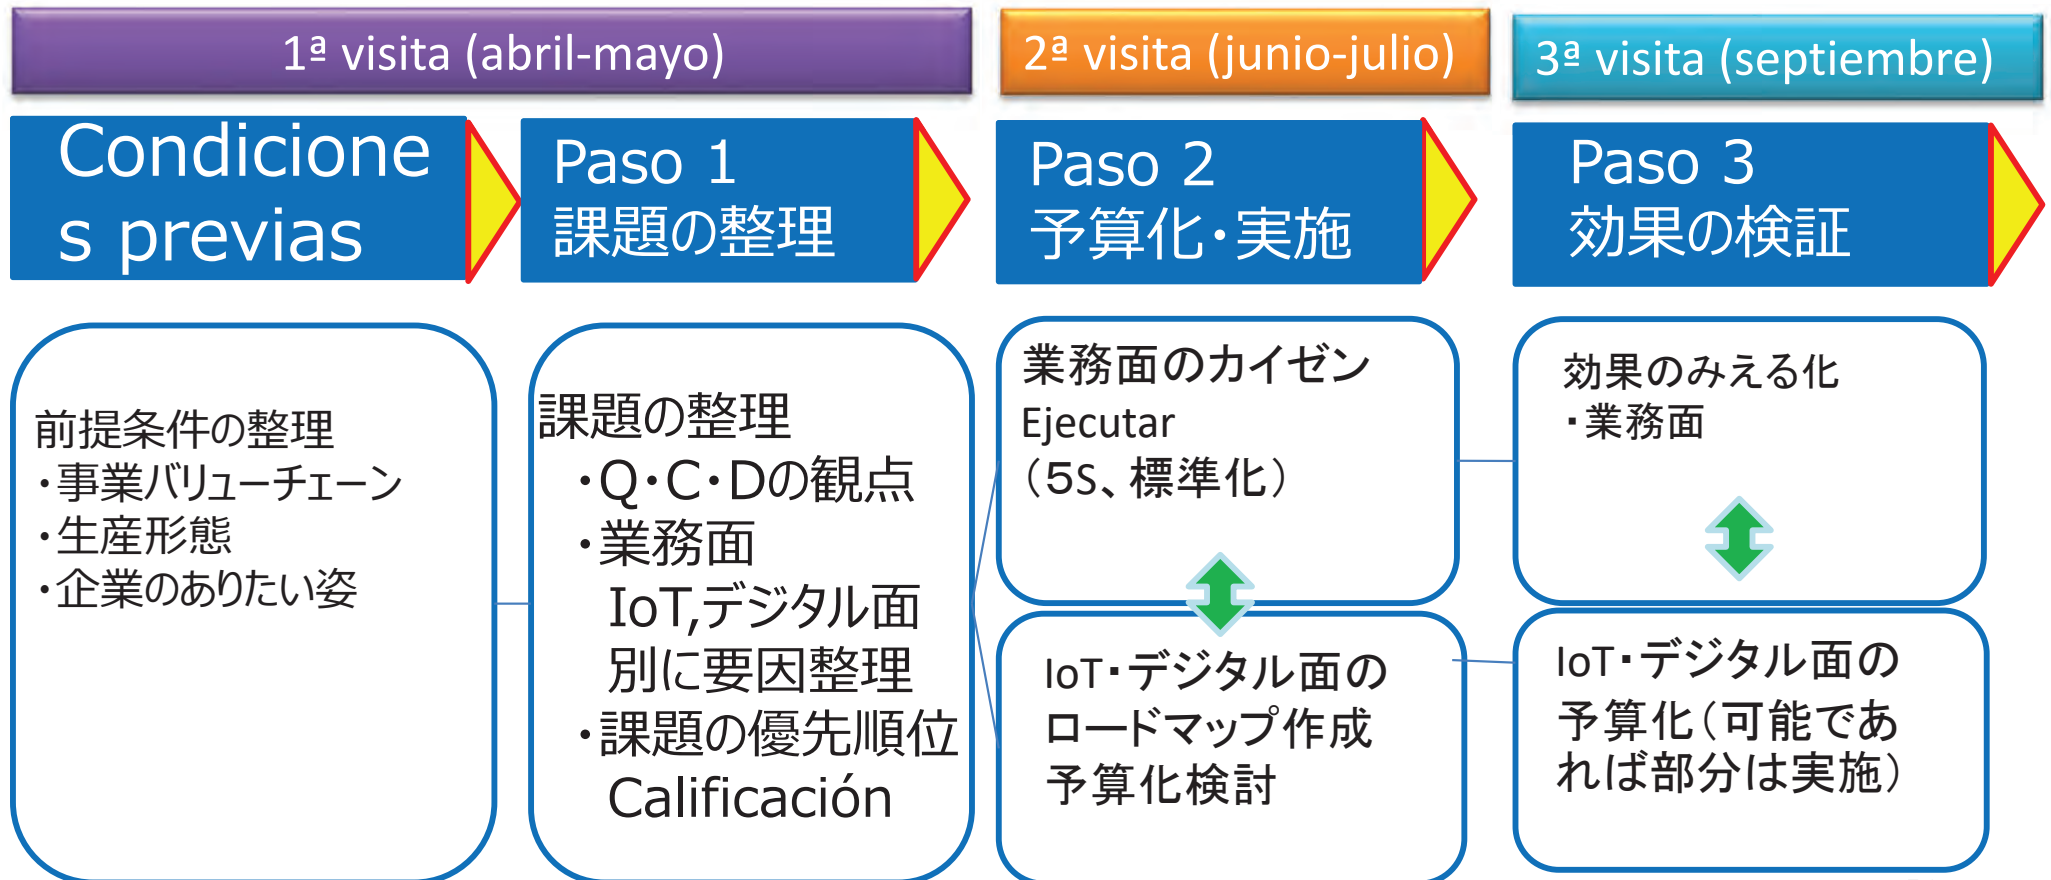 1ª visita (abril-mayo)
2ª visita (junio-julio)
3ª visita (septiembre)
Condicione
s previas
Paso 1
課題の整理
Paso 2
予算化・実施
Paso 3
効果の検証
前提条件の整理
・事業バリューチェーン
・生産形態
・企業のありたい姿
課題の整理
・Q・C・Dの観点
・業務面
IoT,デジタル面
別に要因整理
・課題の優先順位
Calificación
業務面のカイゼン
Ejecutar
（５S、標準化）
IoT・デジタル面の
ロードマップ作成
予算化検討
効果のみえる化
・業務面
IoT・デジタル面の
予算化（可能であ
れば部分は実施）